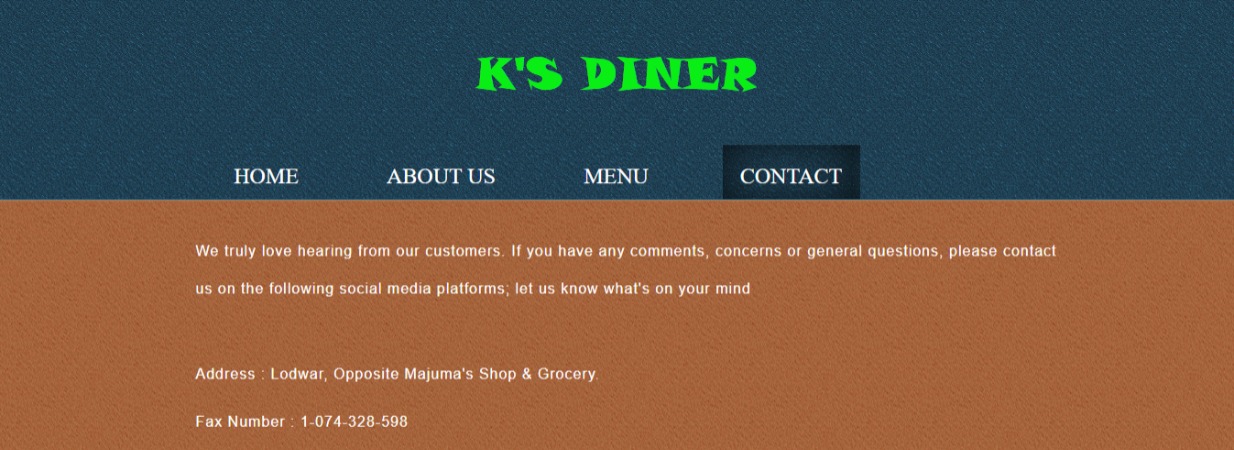 K'S DINER
HOME ABOUT US MENU CONTACT
We truly love hearing from our customers. If you have any comments, concerns or general questions, please contact
us on the following social media platforms; let us know what's on your mind
Address : Lodwar, Opposite Majuma's Shop & Grocery.
Fax Number : 1-074-328-598